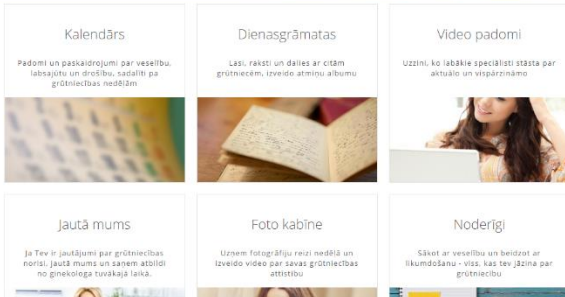 Kalendārs
Padomi un paskaidrojumi par veselību,
labsajūtu un drošību, sadalīti pa
grūtniecības nedēļām
Dienasgrāmatas
Lasi, raksti un dalies ar citām
grūtniecēm, izveido atmiņu albumu
Video padomi
Uzzini, ko labākie speciālisti stāsta par
aktuālo un vispārzināmo
Jautā mums
Ja Tev ir jautājumi par grūtniecības
norisi, jautā mums un saņem atbildi
no ginekologa tuvākajā laikā.
Foto kabīne
Uzņem fotogrāfiju reizi nedēļā un
izveido video par savas grūtniecības
attīstību
Noderīgi
Sākot ar veselību un beidzot ar
likumdošanu - viss, kas tev jāzina par
grūtniecību